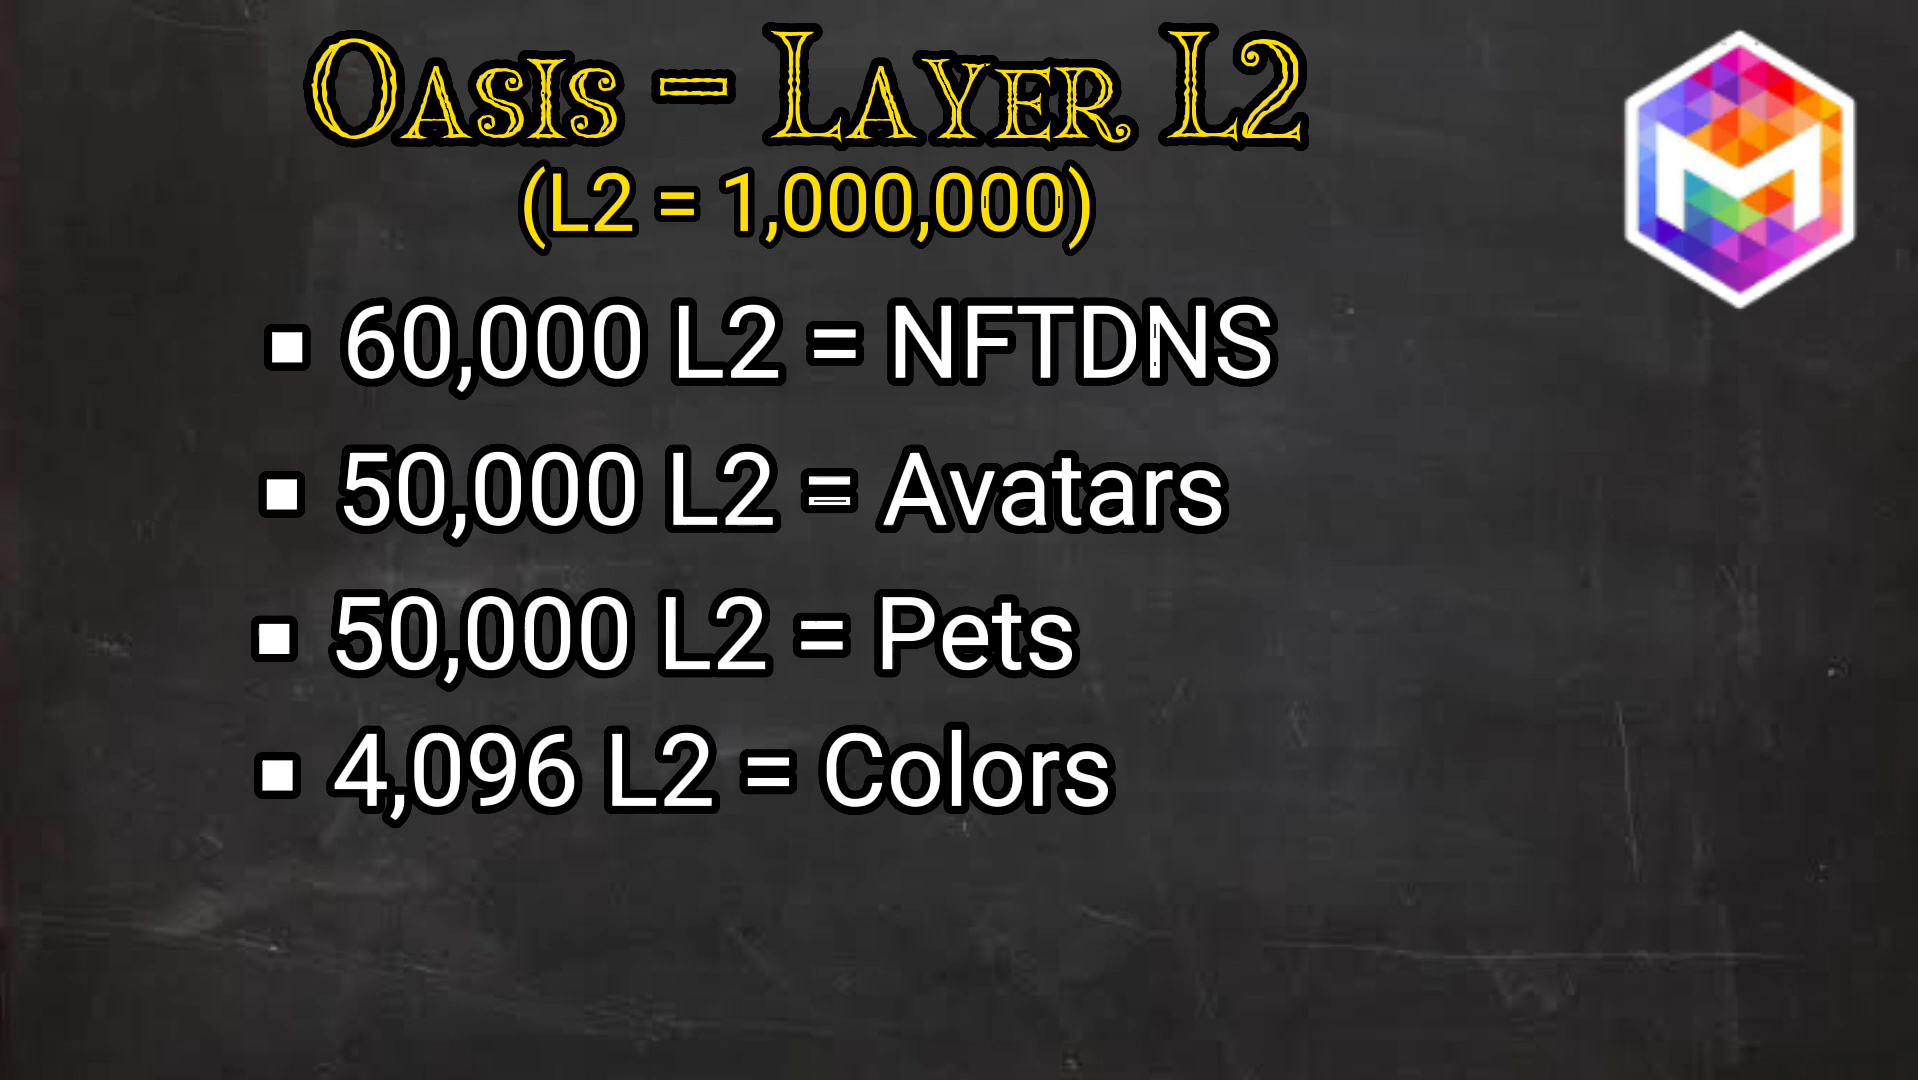 Oasis - Layer L2
(L2 = 1,000,000)
▪ 60,000 L2 = NFTDNS
▪ 50,000 L2 = Avatars
▪ 50,000 L2 = Pets
▪ 4,096 L2 = Colors
M